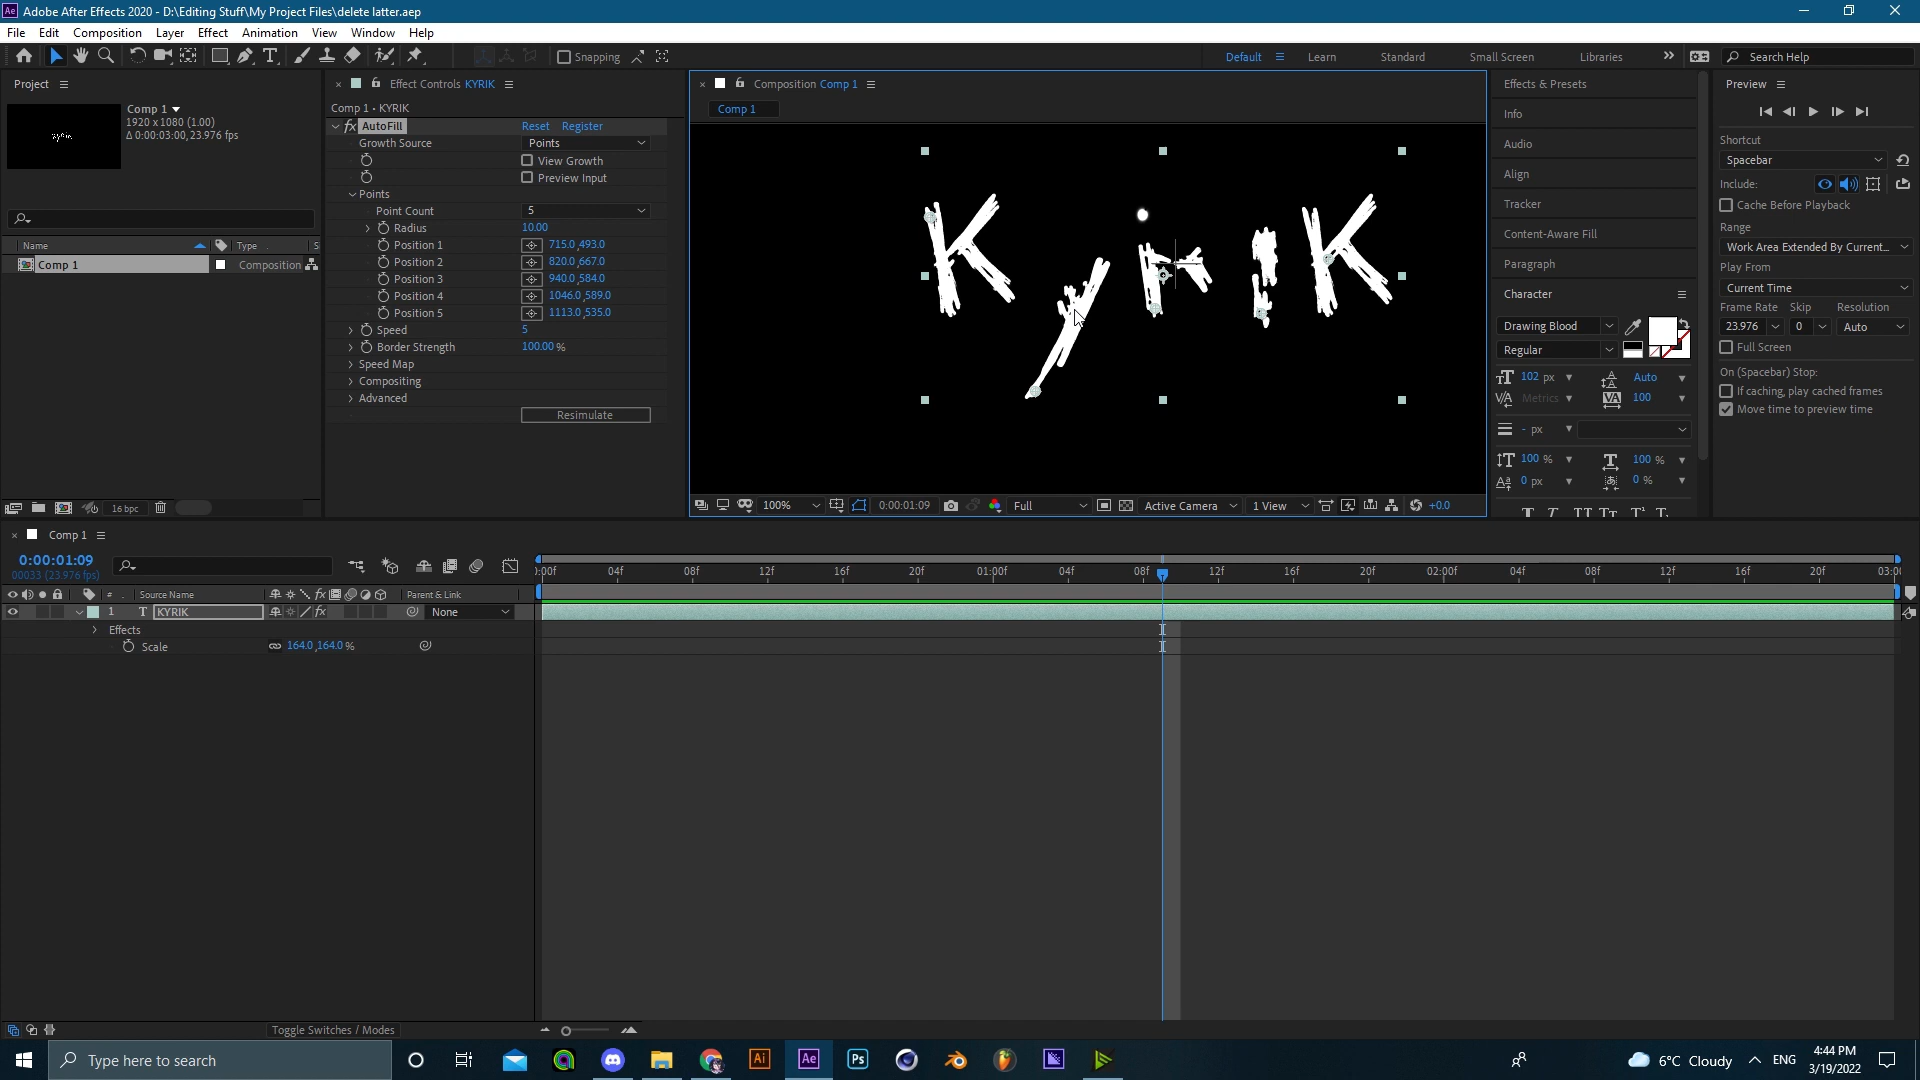 Adobe After Effects 2020 - D:\Editing Stuff\My Project Files\delete latter.aep
File Edit Composition Layer Effect Animation View Window Help
Snapping Default Learn Standard Small Screen Libraries Search Help
Project
Comp 1
1920 x 1080 (1.00)
Δ 0:00:03:00, 23.976 fps
Name Type S
Comp 1 Composition
16 bpc
Effect Controls KYRIK
Comp 1 • KYRIK
fx AutoFill Reset Register
Growth Source Points
View Growth
Preview Input
Points
Point Count 5
Radius 10.00
Position 1 715.0,493.0
Position 2 820.0,667.0
Position 3 940.0,584.0
Position 4 1046.0,589.0
Position 5 1113.0,535.0
Speed 5
Border Strength 100.00 %
Speed Map
Compositing
Advanced
Resimulate
Composition Comp 1
Comp 1
100% 0:00:01:09 Full Active Camera 1 View +0.0
Effects & Presets
Info
Audio
Align
Tracker
Content-Aware Fill
Paragraph
Character
Drawing Blood
Regular
102 px Auto
Metrics 100
- px
100 % 100 %
0 px 0 %
Preview
Shortcut
Spacebar
Include:
Cache Before Playback
Range
Work Area Extended By Current...
Play From
Current Time
Frame Rate Skip Resolution
23.976 0 Auto
Full Screen
On (Spacebar) Stop:
If caching, play cached frames
Move time to preview time
Comp 1
0:00:01:09
00033 (23.976 fps)
:00f 04f 08f 12f 16f 20f 01:00f 04f 08f 12f 16f 20f 02:00f 04f 08f 12f 16f 20f 03:00
# Source Name fx Parent & Link
1 T KYRIK fx None
Effects
Scale 164.0,164.0 %
Toggle Switches / Modes
Type here to search
Ai Ae Ps
6°C Cloudy ENG
4:44 PM
3/19/2022